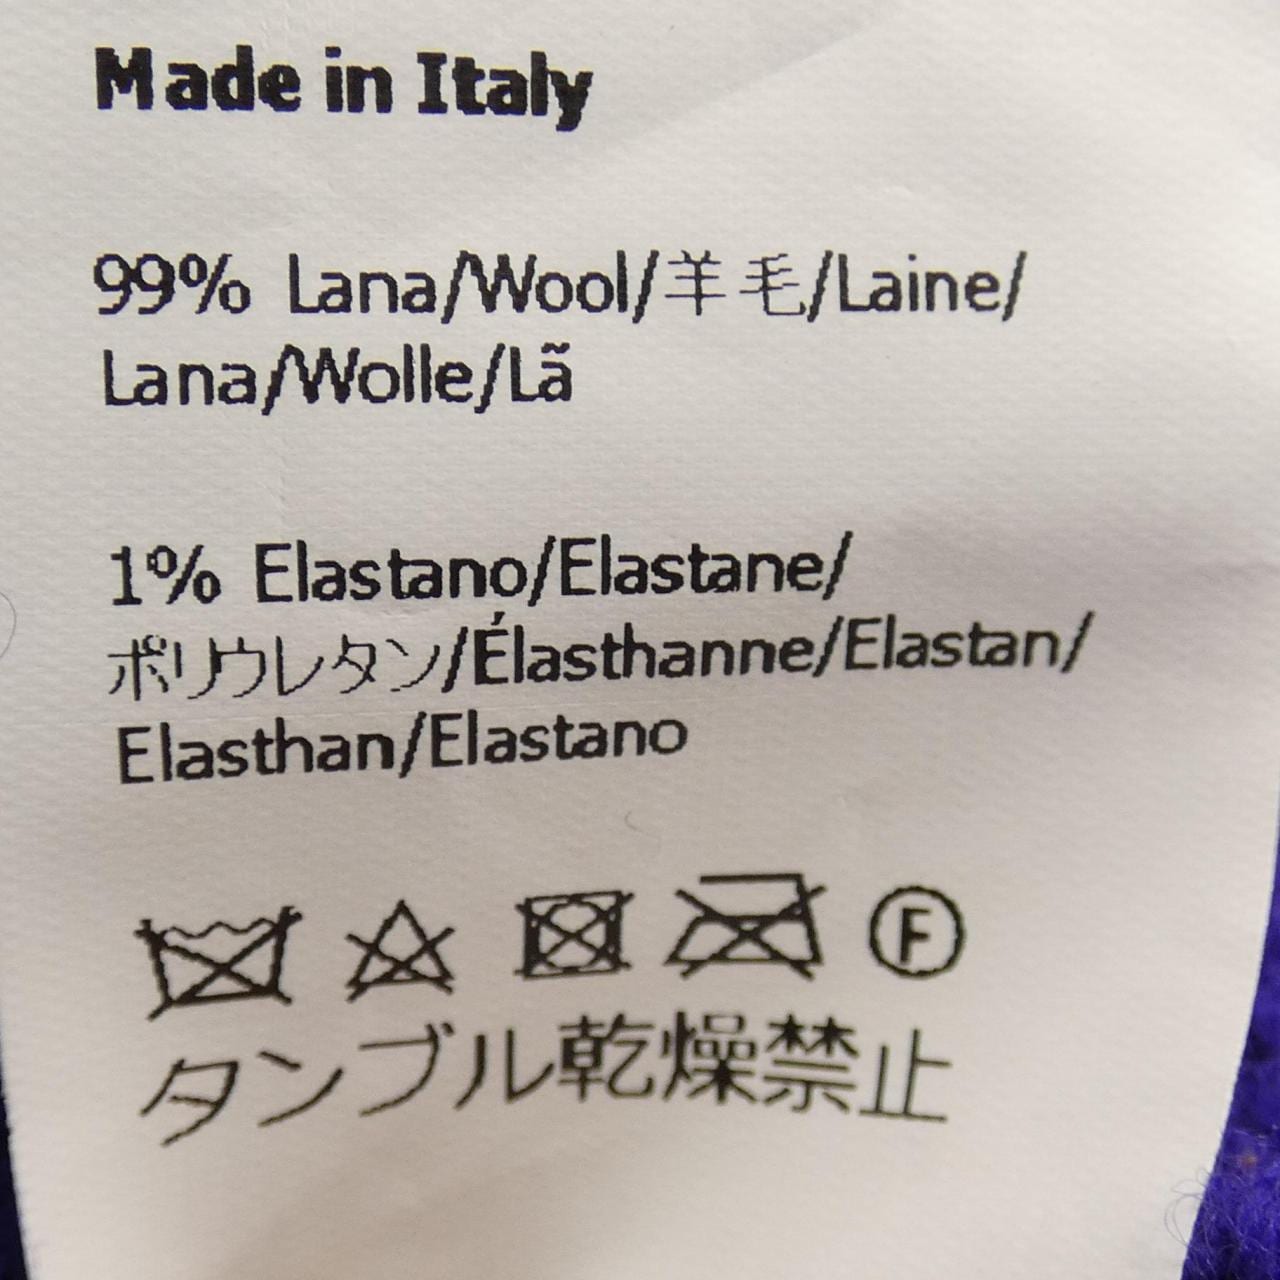 Made in Italy
99% Lana/Wool/羊毛/Laine/
Lana/Wolle/Lã
1% Elastano/Elastane/
ポリウレタン/Élasthanne/Elastan/
Elasthan/Elastano
F
タンブル乾燥禁止